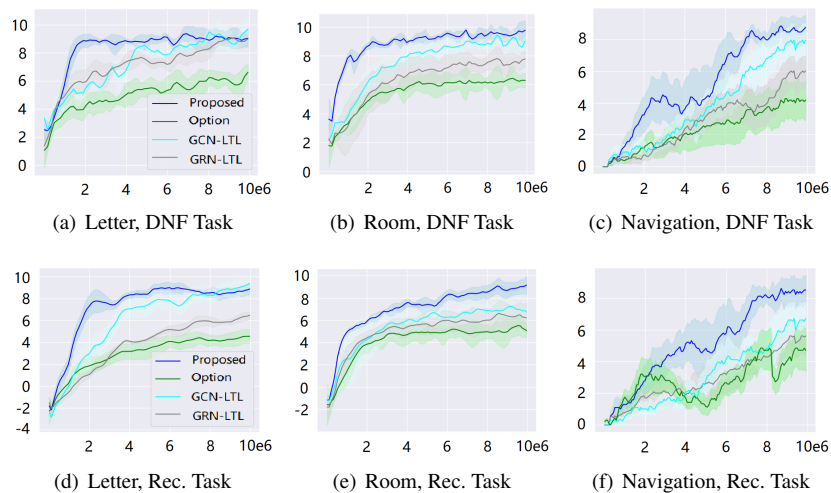 10
8
6
4
2
0
Proposed
Option
GCN-LTL
GRN-LTL
2 4 6 8 10e6
(a) Letter, DNF Task
10
8
6
4
2
0
2 4 6 8 10e6
(b) Room, DNF Task
8
6
4
2
0
2 4 6 8 10e6
(c) Navigation, DNF Task
10
8
6
4
2
0
-2
-4
Proposed
Option
GCN-LTL
GRN-LTL
2 4 6 8 10e6
(d) Letter, Rec. Task
10
8
6
4
2
0
-2
2 4 6 8 10e6
(e) Room, Rec. Task
8
6
4
2
0
2 4 6 8 10e6
(f) Navigation, Rec. Task